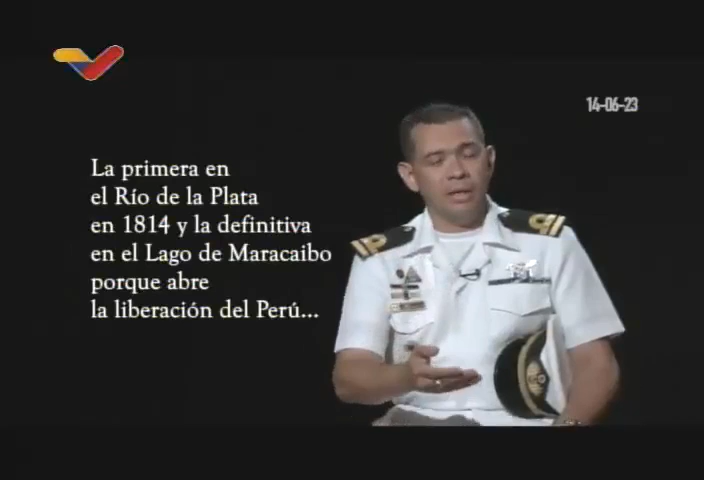 14-06-23
La primera en
el Río de la Plata
en 1814 y la definitiva
en el Lago de Maracaibo
porque abre
la liberación del Perú...